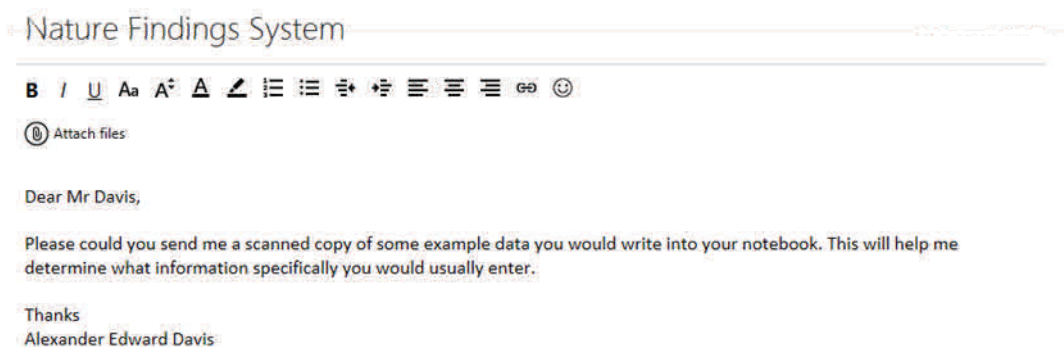 Nature Findings System
B I U Aa A A
Attach files
Dear Mr Davis,
Please could you send me a scanned copy of some example data you would write into your notebook. This will help me
determine what information specifically you would usually enter.
Thanks
Alexander Edward Davis